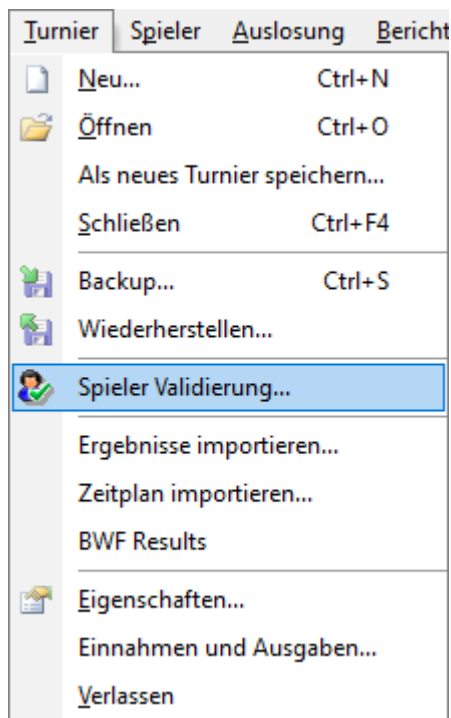 Turnier Spieler Auslosung Bericht
Neu... Ctrl+N
Öffnen Ctrl+O
Als neues Turnier speichern...
Schließen Ctrl+F4
Backup... Ctrl+S
Wiederherstellen...
Spieler Validierung...
Ergebnisse importieren...
Zeitplan importieren...
BWF Results
Eigenschaften...
Einnahmen und Ausgaben...
Verlassen